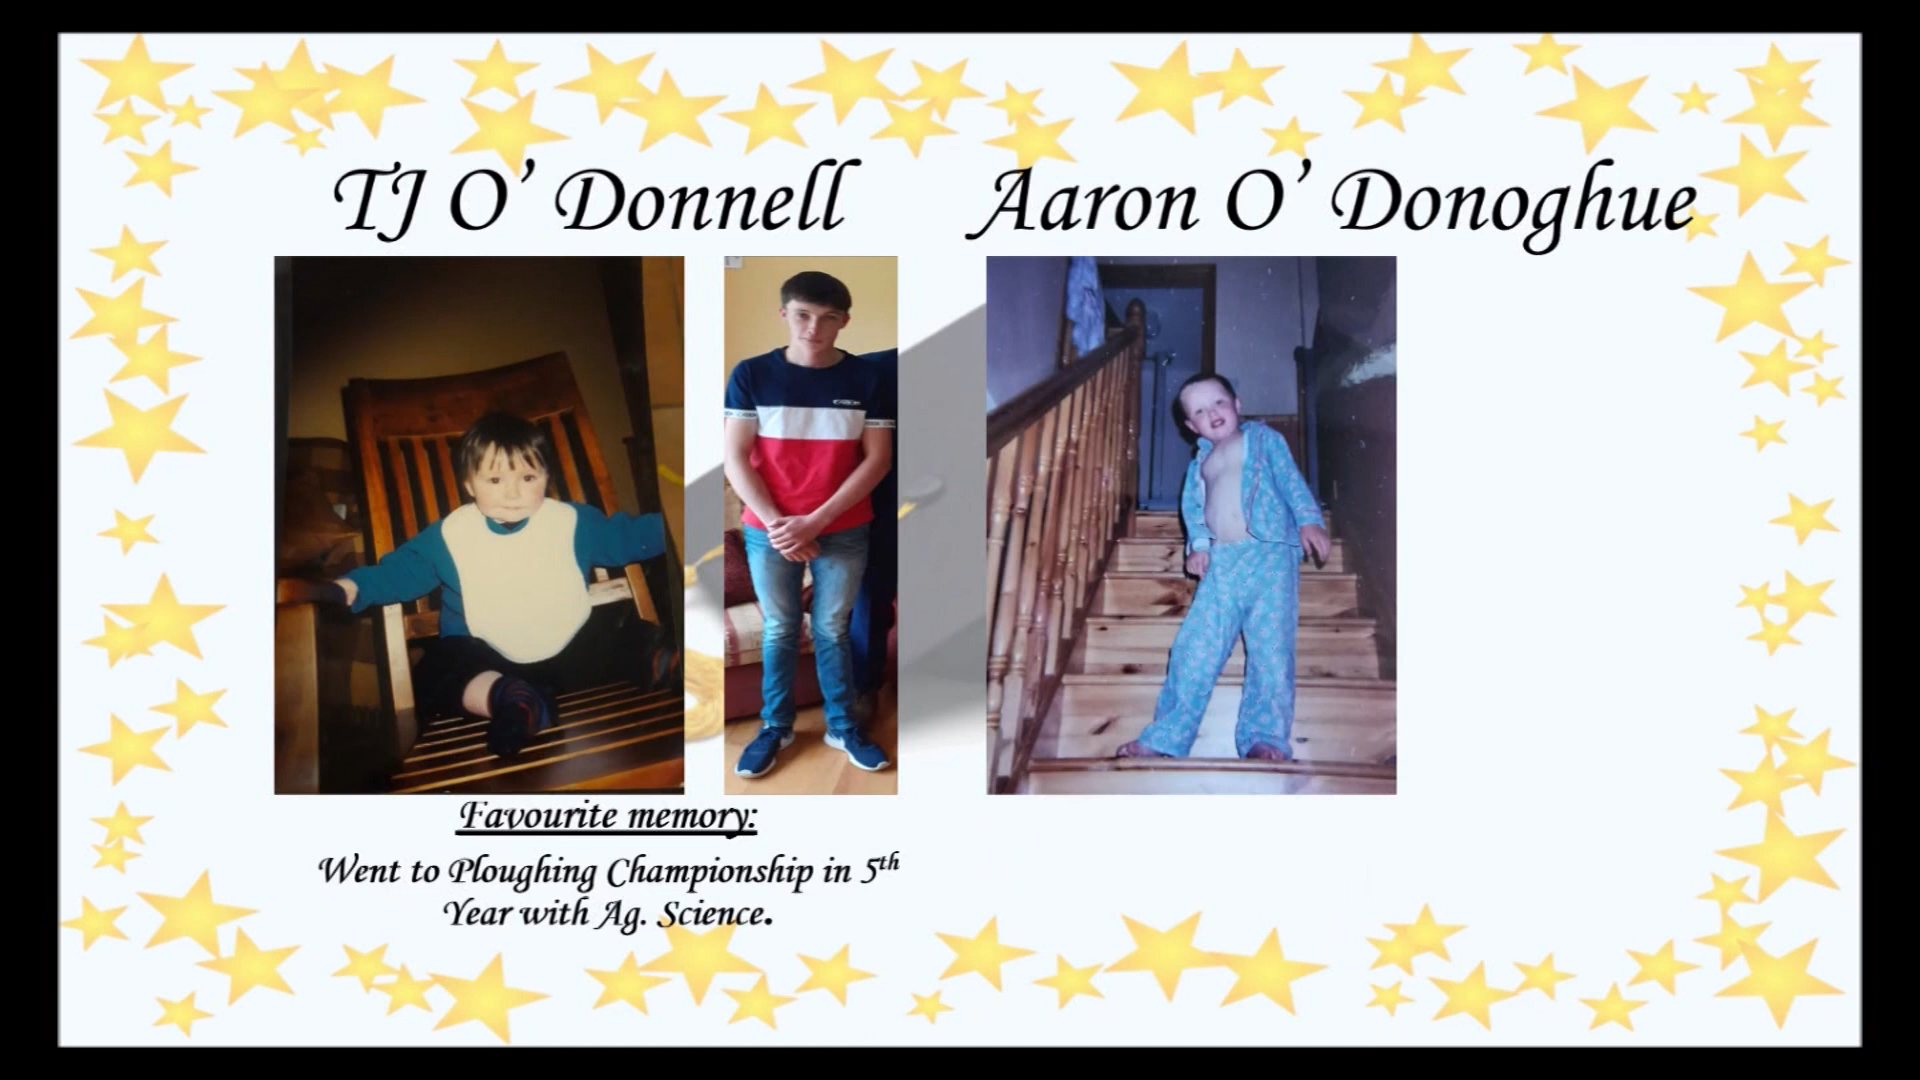 TJ O’ Donnell
Aaron O’ Donoghue
Favourite memory:
Went to Ploughing Championship in 5th
Year with Ag. Science.